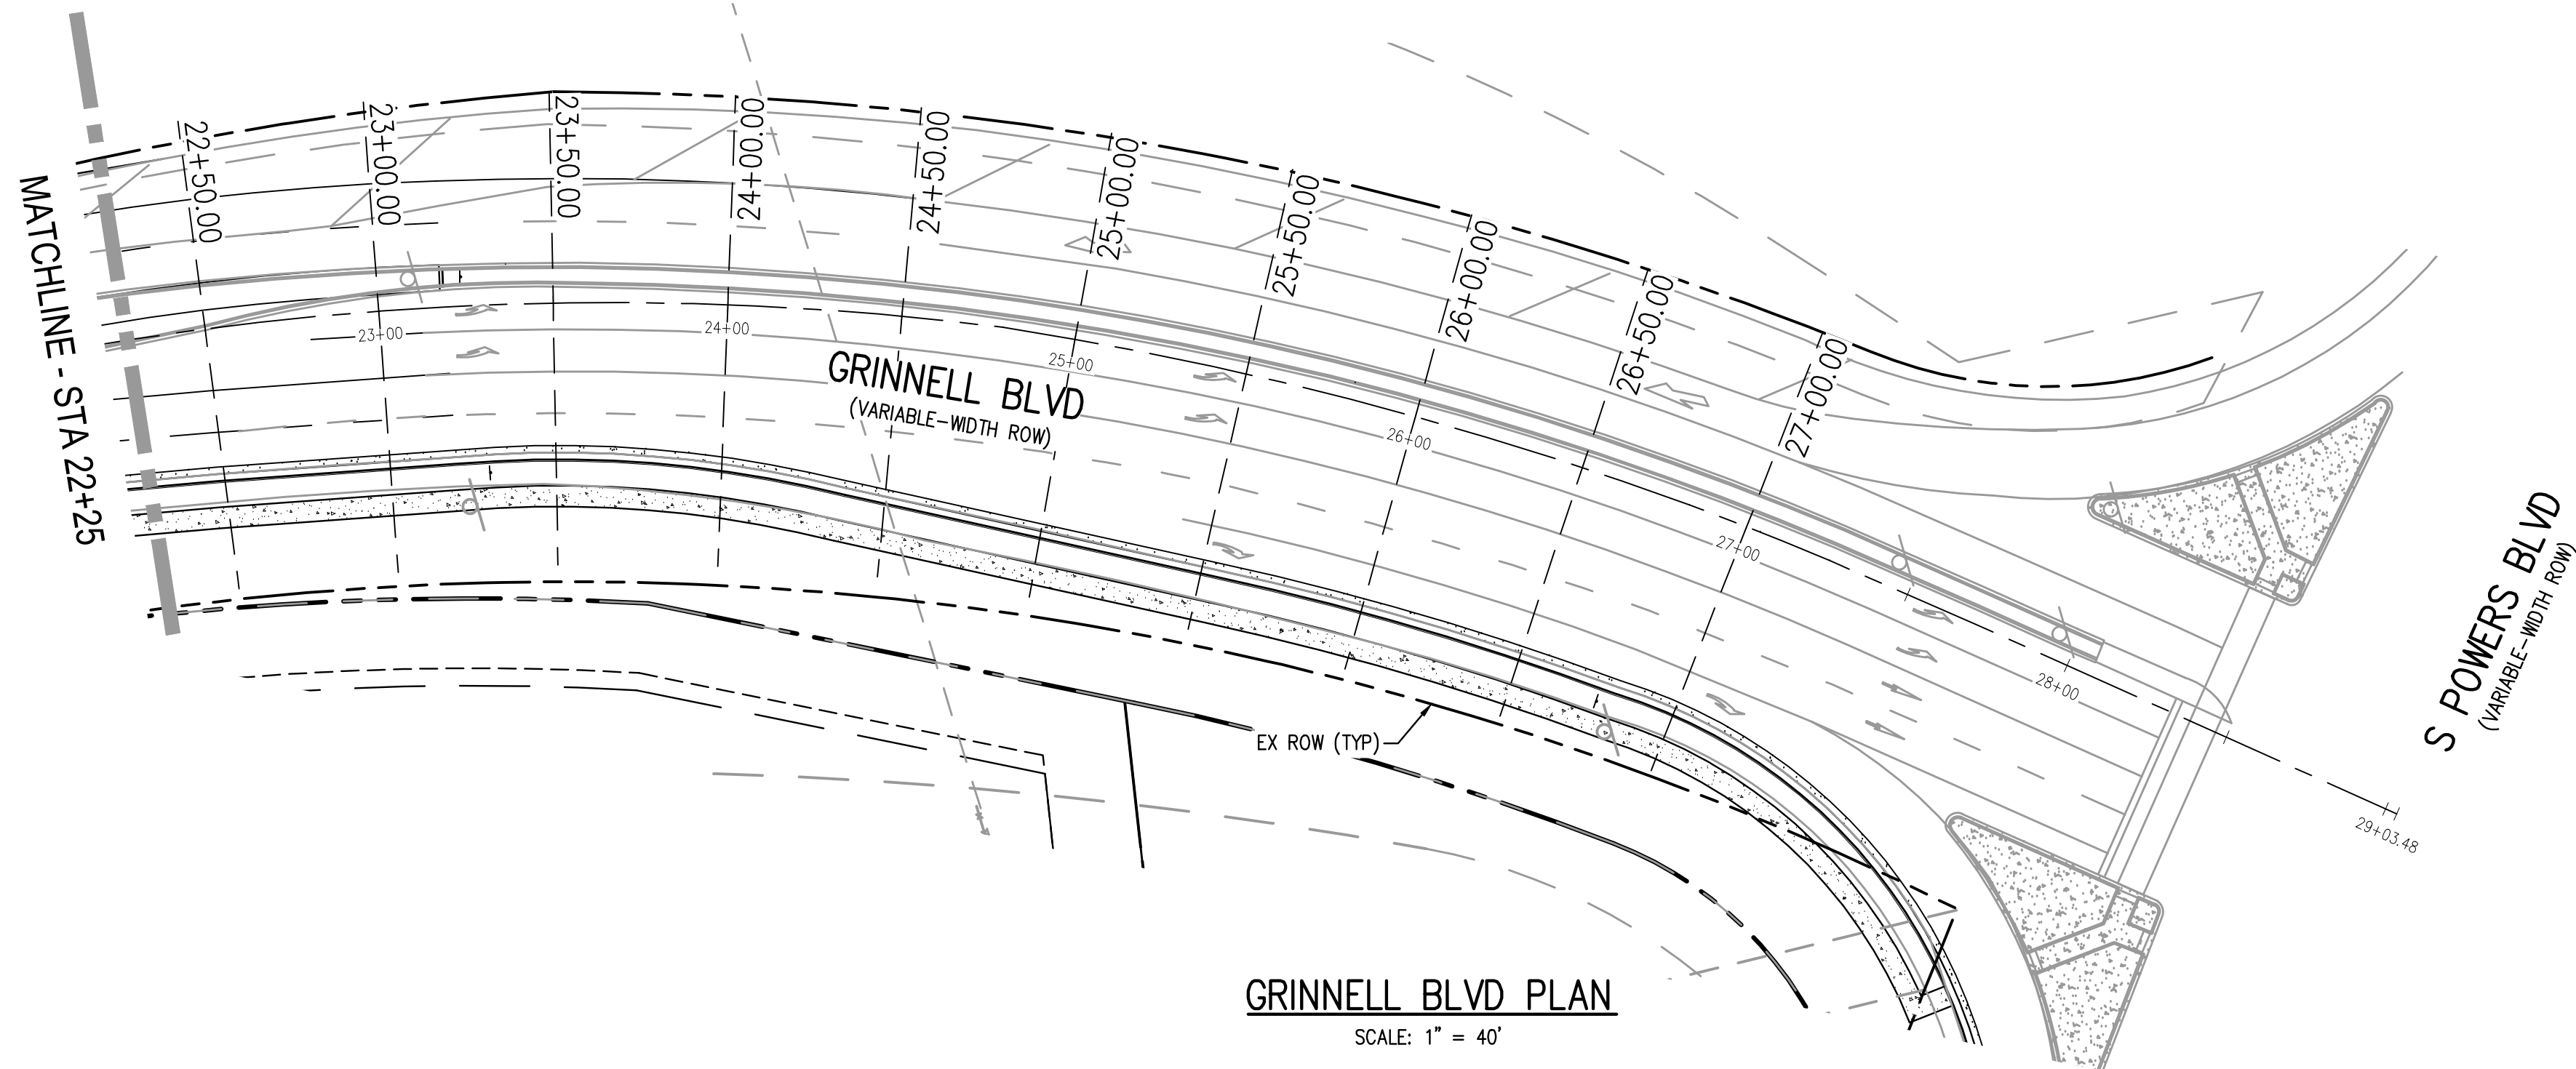 MATCHLINE - STA 22+25
22+50.00
23+00.00
23+50.00
24+00.00
24+50.00
25+00.00
25+50.00
26+00.00
26+50.00
27+00.00
23+00
24+00
25+00
26+00
27+00
28+00
29+03.48
GRINNELL BLVD
(VARIABLE-WIDTH ROW)
S POWERS BLVD
(VARIABLE-WIDTH ROW)
EX ROW (TYP)
GRINNELL BLVD PLAN
SCALE: 1" = 40'